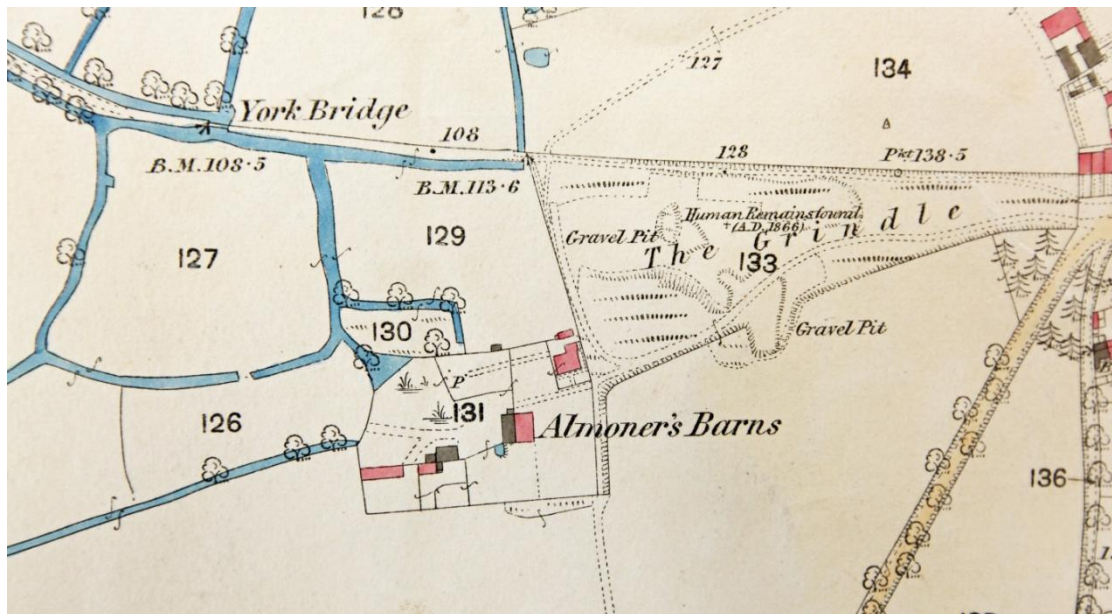 128
127
134
York Bridge
108
B.M.108·5
B.M.113·6
128
Pkt 138·5
129
127
Human Remains found
+(A.D.1866)
Gravel Pit
The Grindle
133
130
Gravel Pit
P
126
131
Almoner's Barns
136